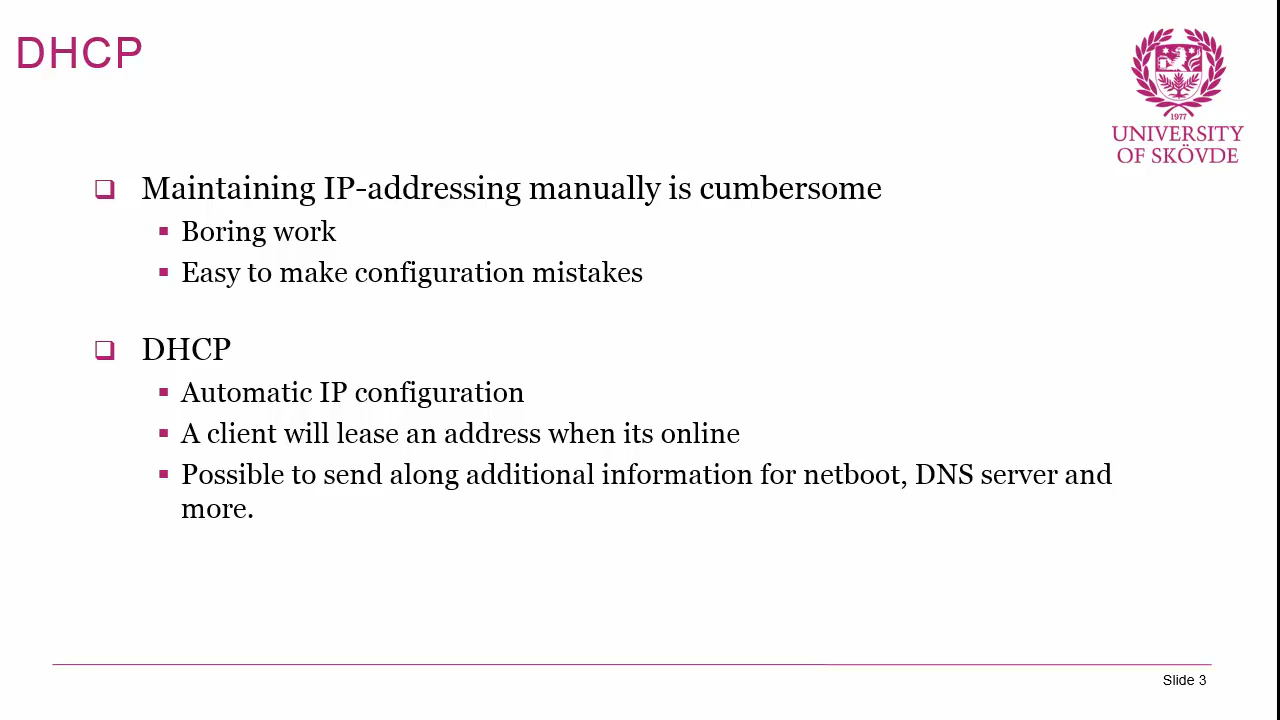 DHCP
1977
UNIVERSITY
OF SKÖVDE
Maintaining IP-addressing manually is cumbersome
Boring work
Easy to make configuration mistakes
DHCP
Automatic IP configuration
A client will lease an address when its online
Possible to send along additional information for netboot, DNS server and
more.
Slide 3